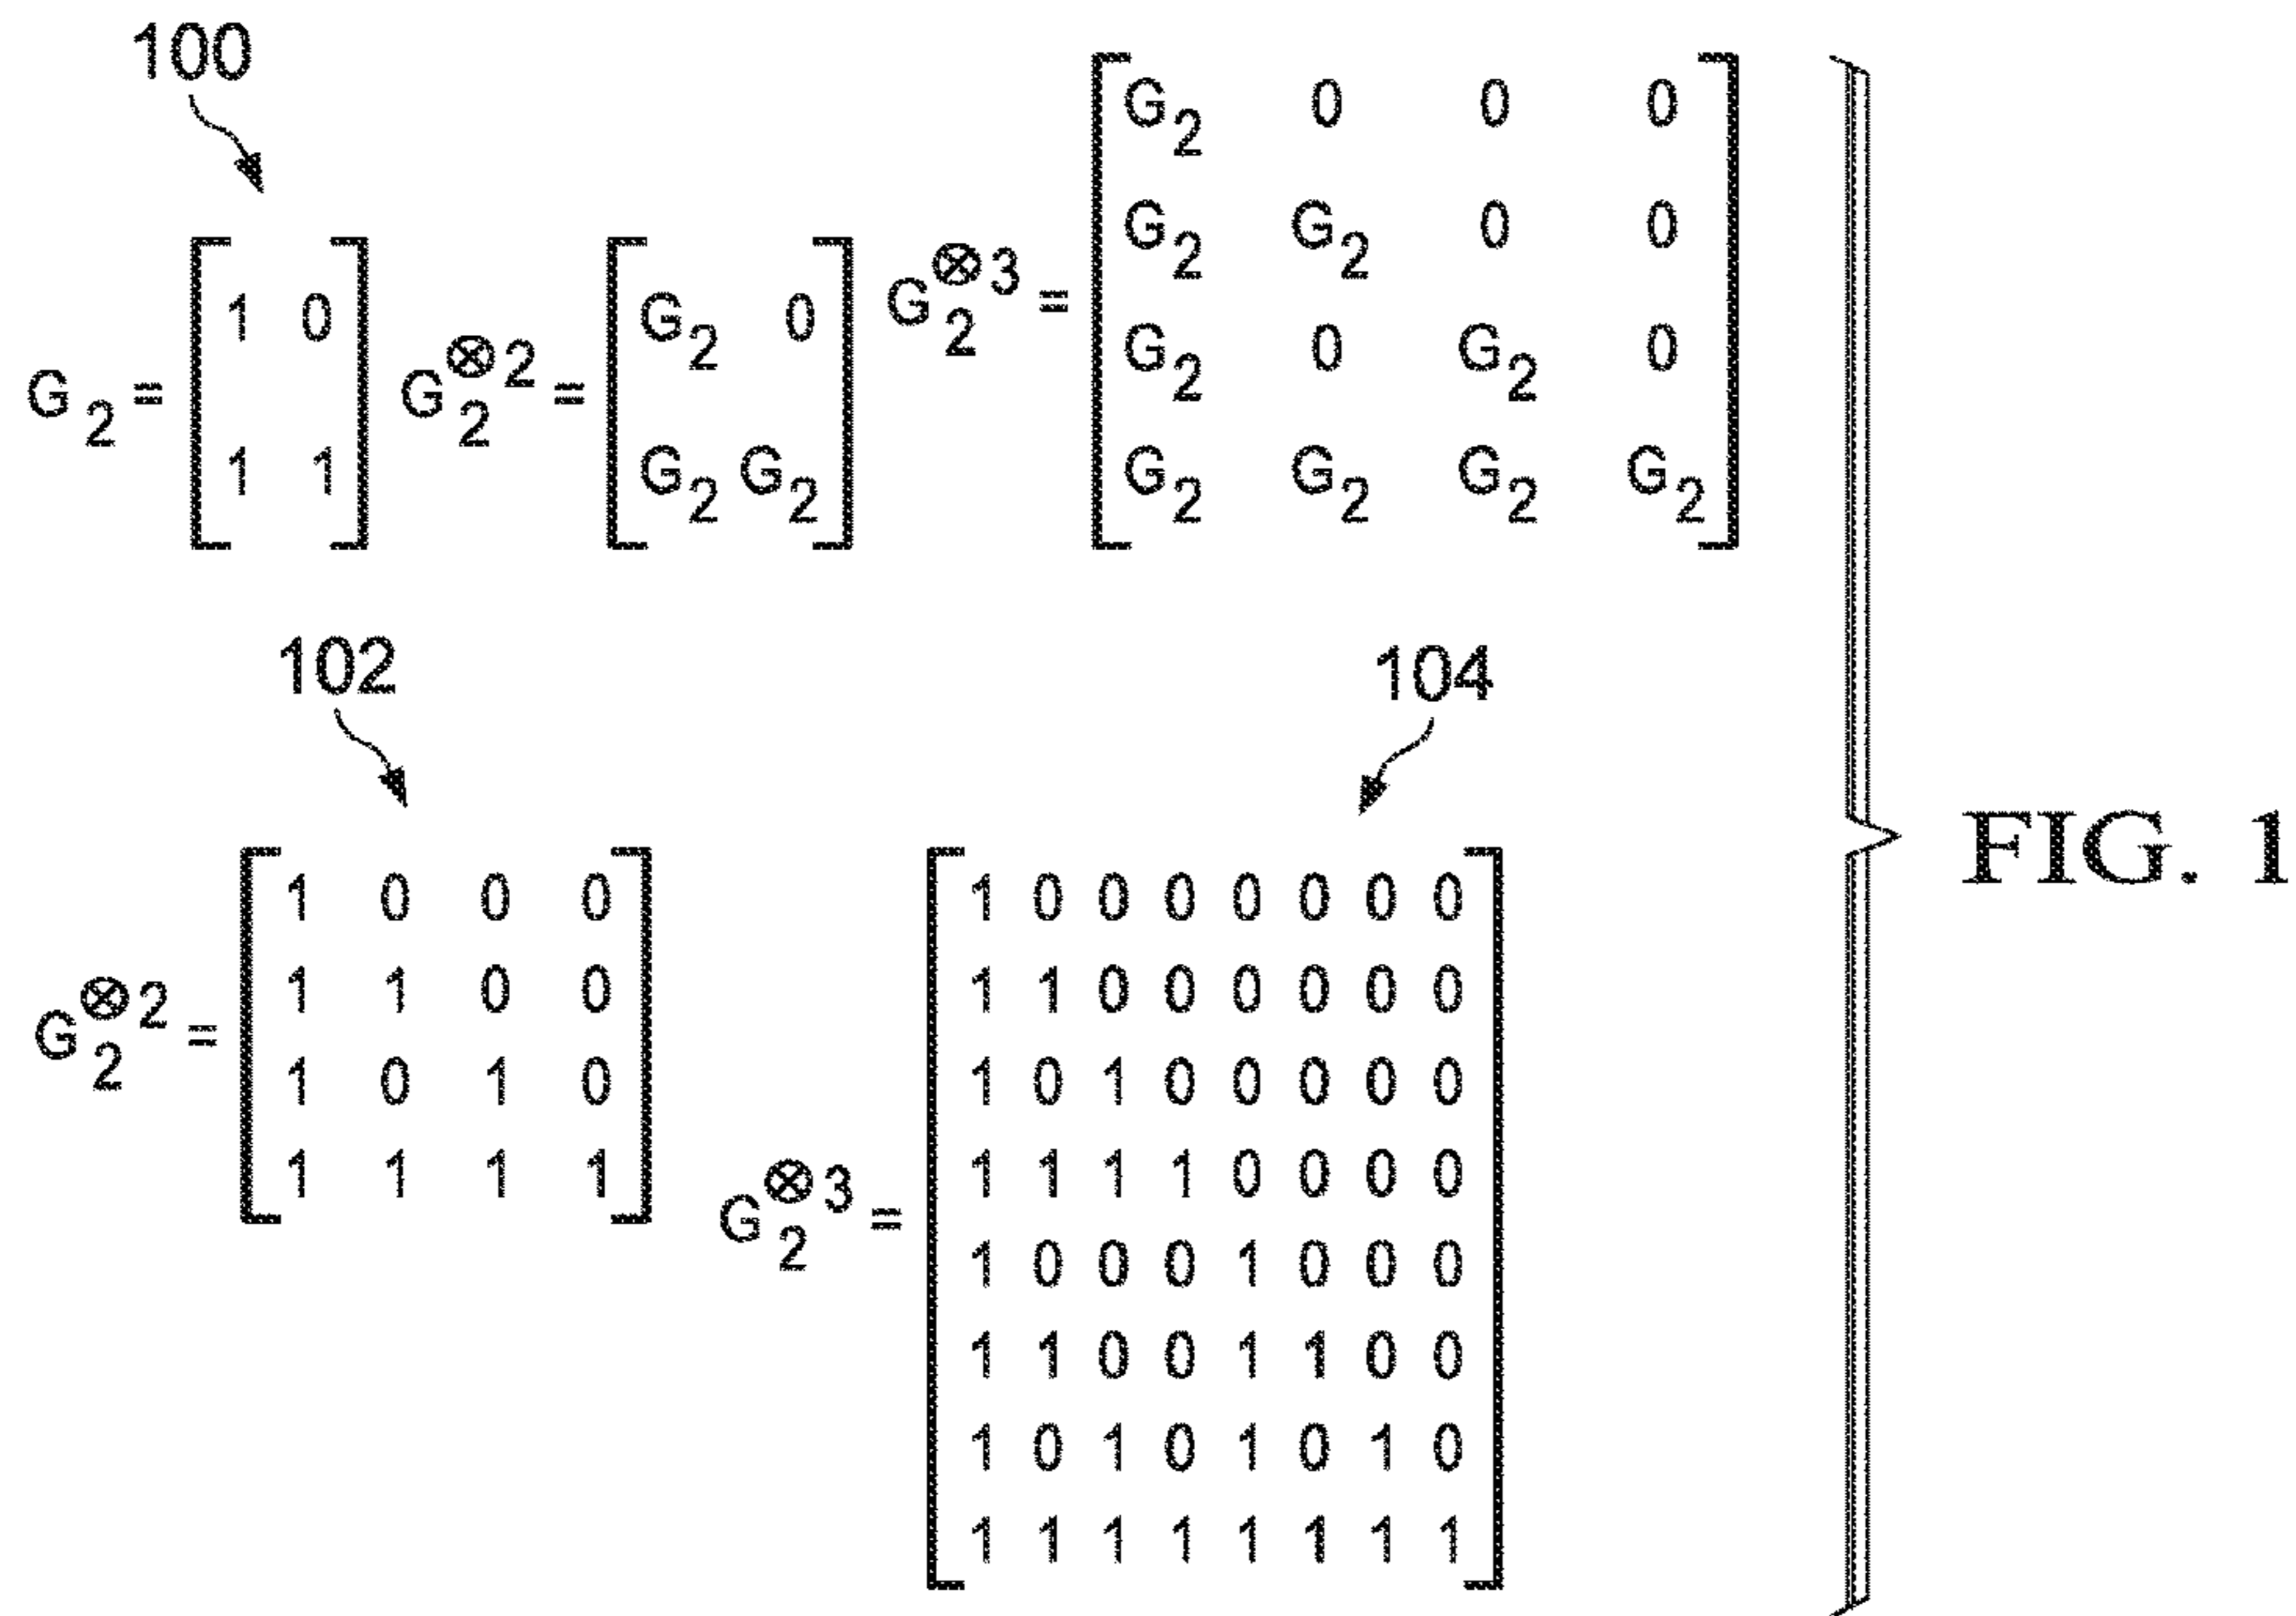 100
G2 = [ 1 0
1 1 ]
G2⊗2 = [ G2 0
G2 G2 ]
G2⊗3 = [ G2 0 0 0
G2 G2 0 0
G2 0 G2 0
G2 G2 G2 G2 ]
102
G2⊗2 = [ 1 0 0 0
1 1 0 0
1 0 1 0
1 1 1 1 ]
104
G2⊗3 = [ 1 0 0 0 0 0 0 0
1 1 0 0 0 0 0 0
1 0 1 0 0 0 0 0
1 1 1 1 0 0 0 0
1 0 0 0 1 0 0 0
1 1 0 0 1 1 0 0
1 0 1 0 1 0 1 0
1 1 1 1 1 1 1 1 ]
FIG. 1